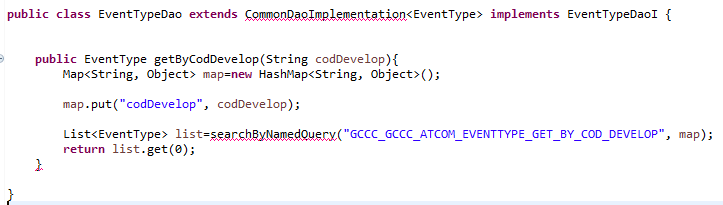 public class EventTypeDao extends CommonDaoImplementation<EventType> implements EventTypeDaoI {
public EventType getByCodDevelop(String codDevelop){
Map<String, Object> map=new HashMap<String, Object>();
map.put("codDevelop", codDevelop);
List<EventType> list=searchByNamedQuery("GCCC_GCCC_ATCOM_EVENTTYPE_GET_BY_COD_DEVELOP", map);
return list.get(0);
}
}